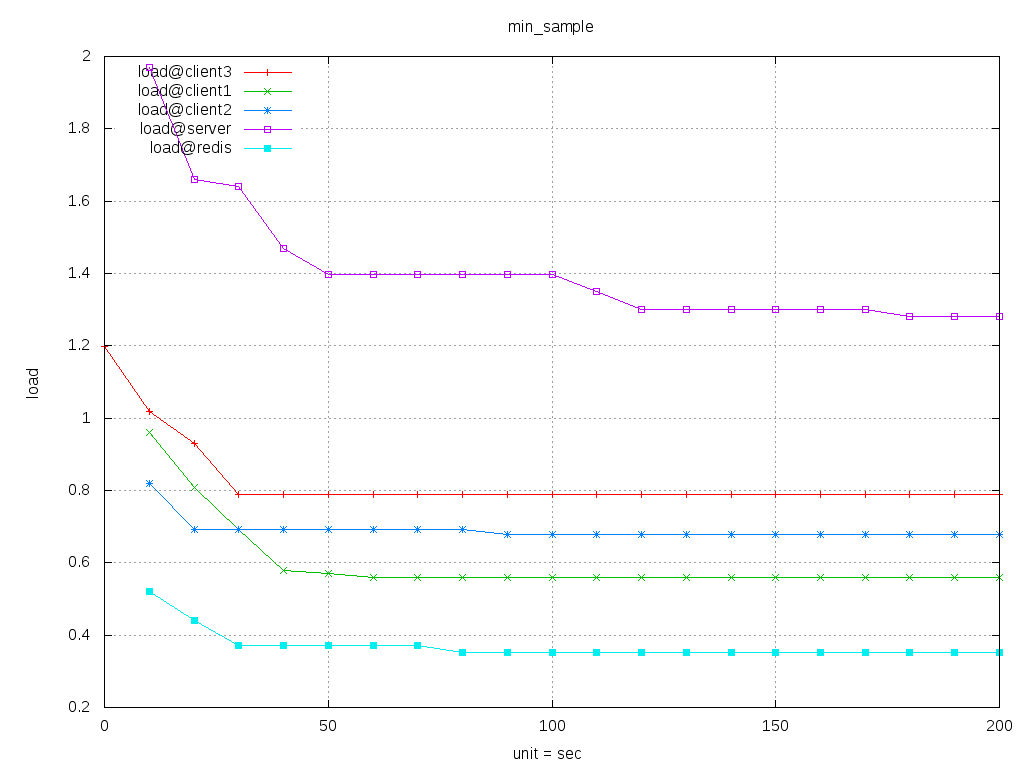 min_sample
2
1.8
1.6
1.4
1.2
1
0.8
0.6
0.4
0.2
load
load@client3
load@client1
load@client2
load@server
load@redis
0 50 100 150 200
unit = sec